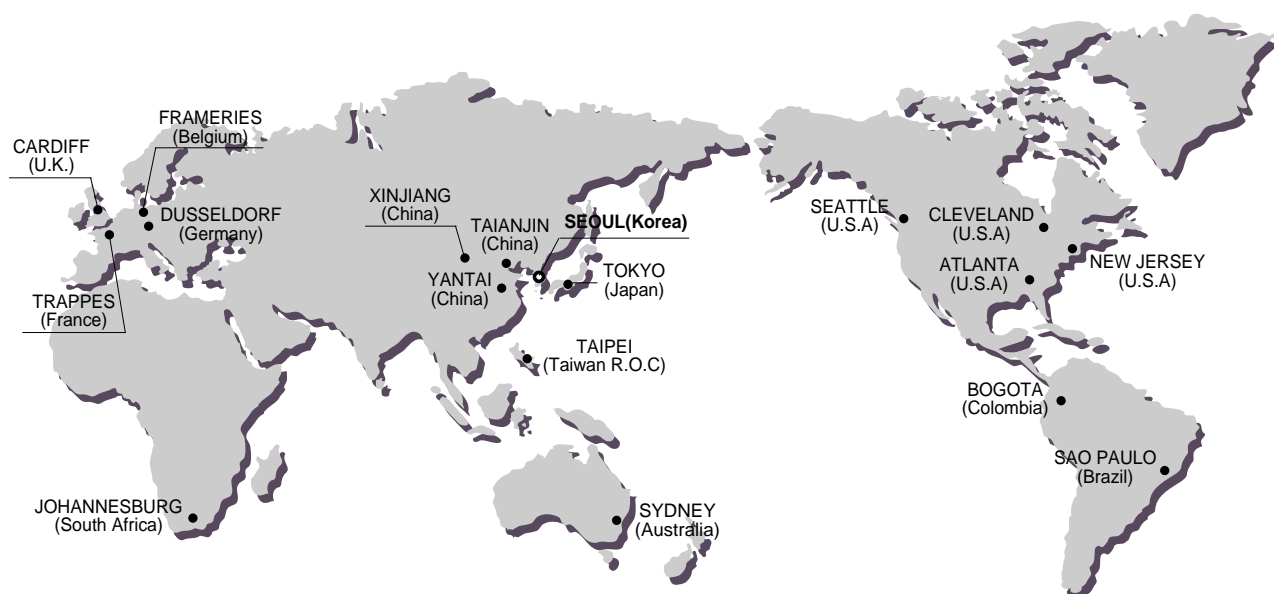 FRAMERIES
(Belgium)
CARDIFF
(U.K.)
DUSSELDORF
(Germany)
TRAPPES
(France)
XINJIANG
(China)
TAIANJIN
(China)
SEOUL(Korea)
YANTAI
(China)
TOKYO
(Japan)
TAIPEI
(Taiwan R.O.C)
JOHANNESBURG
(South Africa)
SYDNEY
(Australia)
SEATTLE
(U.S.A)
CLEVELAND
(U.S.A)
ATLANTA
(U.S.A)
NEW JERSEY
(U.S.A)
BOGOTA
(Colombia)
SAO PAULO
(Brazil)